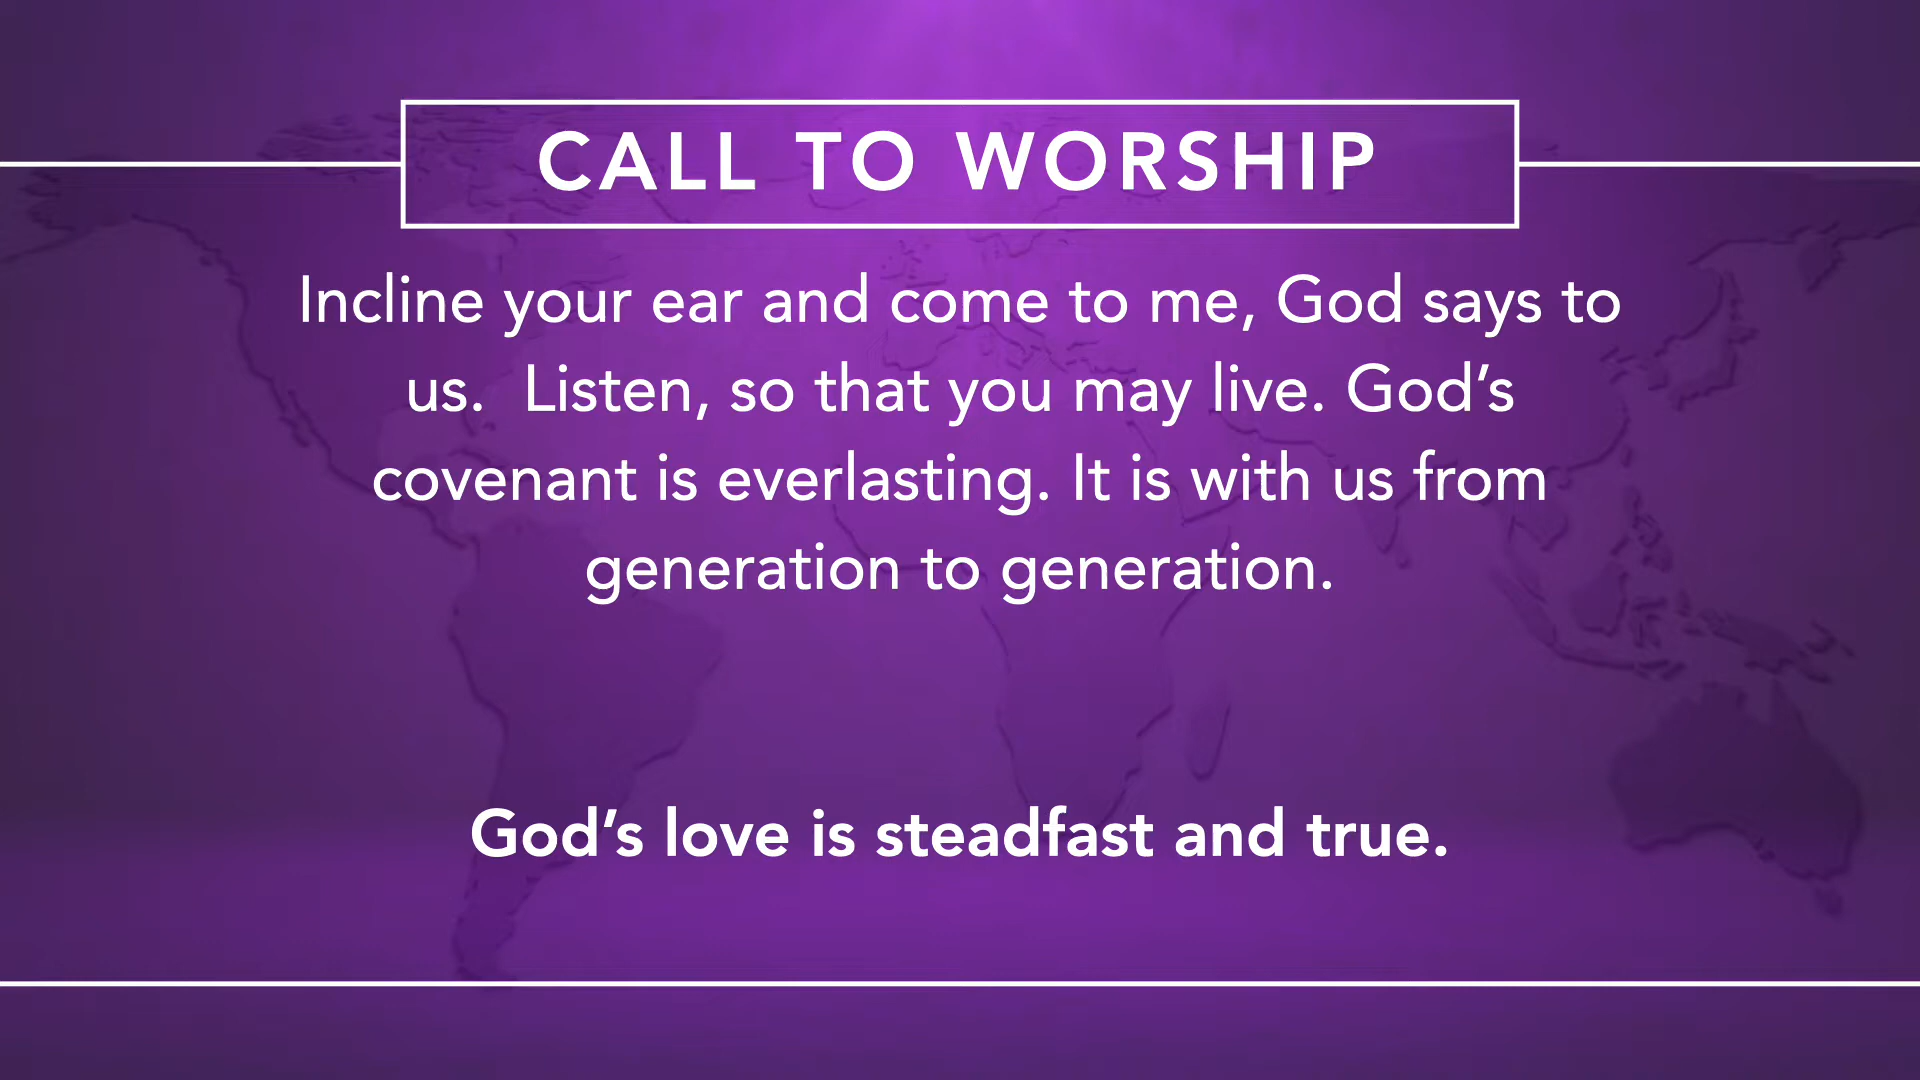 CALL TO WORSHIP
Incline your ear and come to me, God says to
us.  Listen, so that you may live. God’s
covenant is everlasting. It is with us from
generation to generation.
God’s love is steadfast and true.